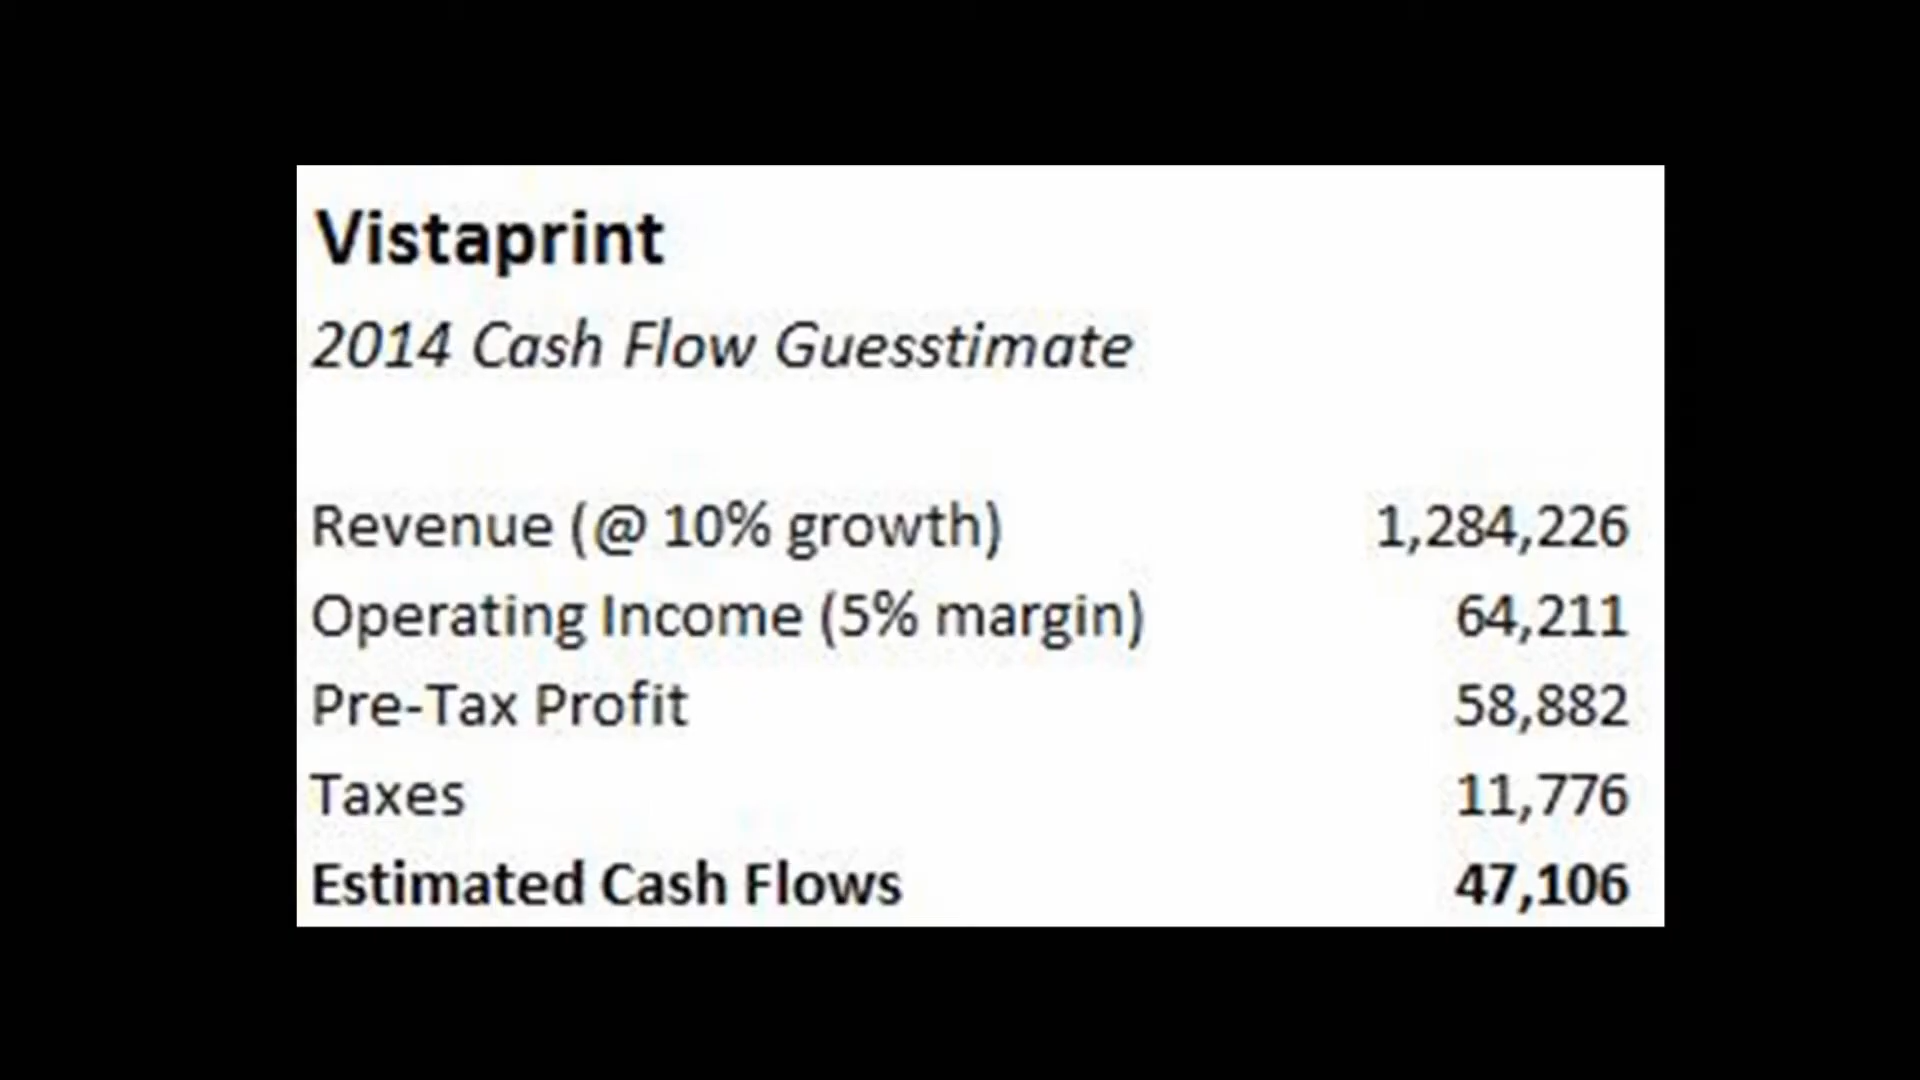 Vistaprint
2014 Cash Flow Guesstimate
Revenue (@ 10% growth) 1,284,226
Operating Income (5% margin) 64,211
Pre-Tax Profit 58,882
Taxes 11,776
Estimated Cash Flows 47,106